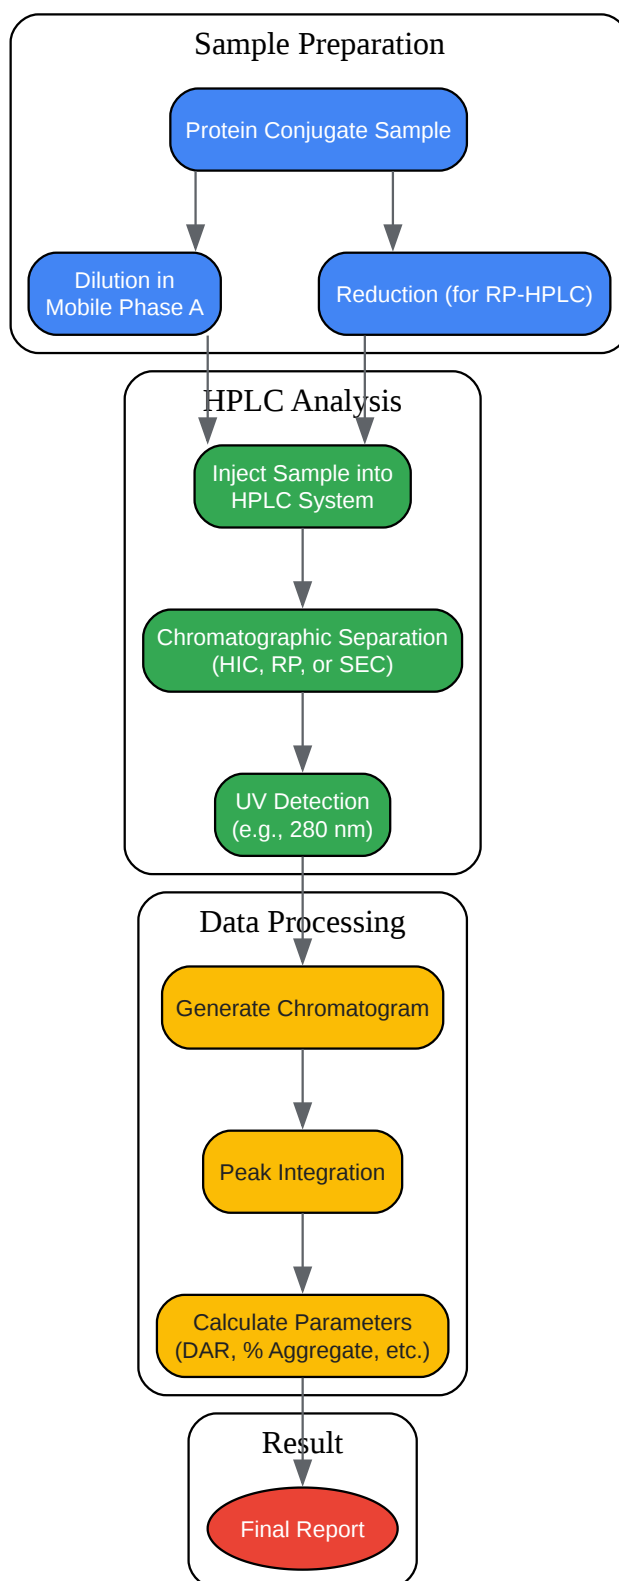 Sample Preparation
Protein Conjugate Sample
Dilution in
Mobile Phase A
Reduction (for RP-HPLC)
HPLC Analysis
Inject Sample into
HPLC System
Chromatographic Separation
(HIC, RP, or SEC)
UV Detection
(e.g., 280 nm)
Data Processing
Generate Chromatogram
Peak Integration
Calculate Parameters
(DAR, % Aggregate, etc.)
Result
Final Report